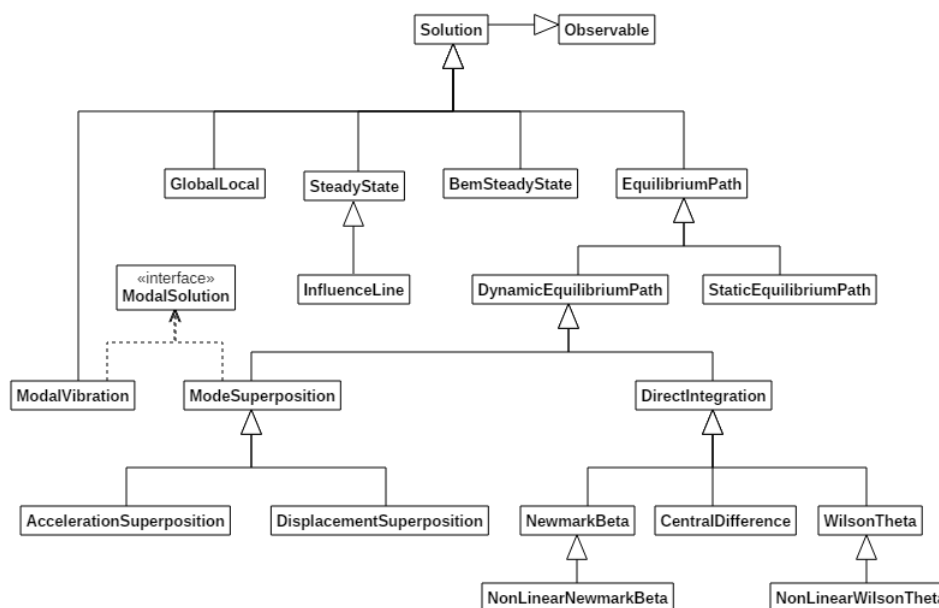 Solution
Observable
GlobalLocal
SteadyState
BemSteadyState
EquilibriumPath
«interface»
ModalSolution
InfluenceLine
DynamicEquilibriumPath
StaticEquilibriumPath
ModalVibration
ModeSuperposition
DirectIntegration
AccelerationSuperposition
DisplacementSuperposition
NewmarkBeta
CentralDifference
WilsonTheta
NonLinearNewmarkBeta
NonLinearWilsonTheta